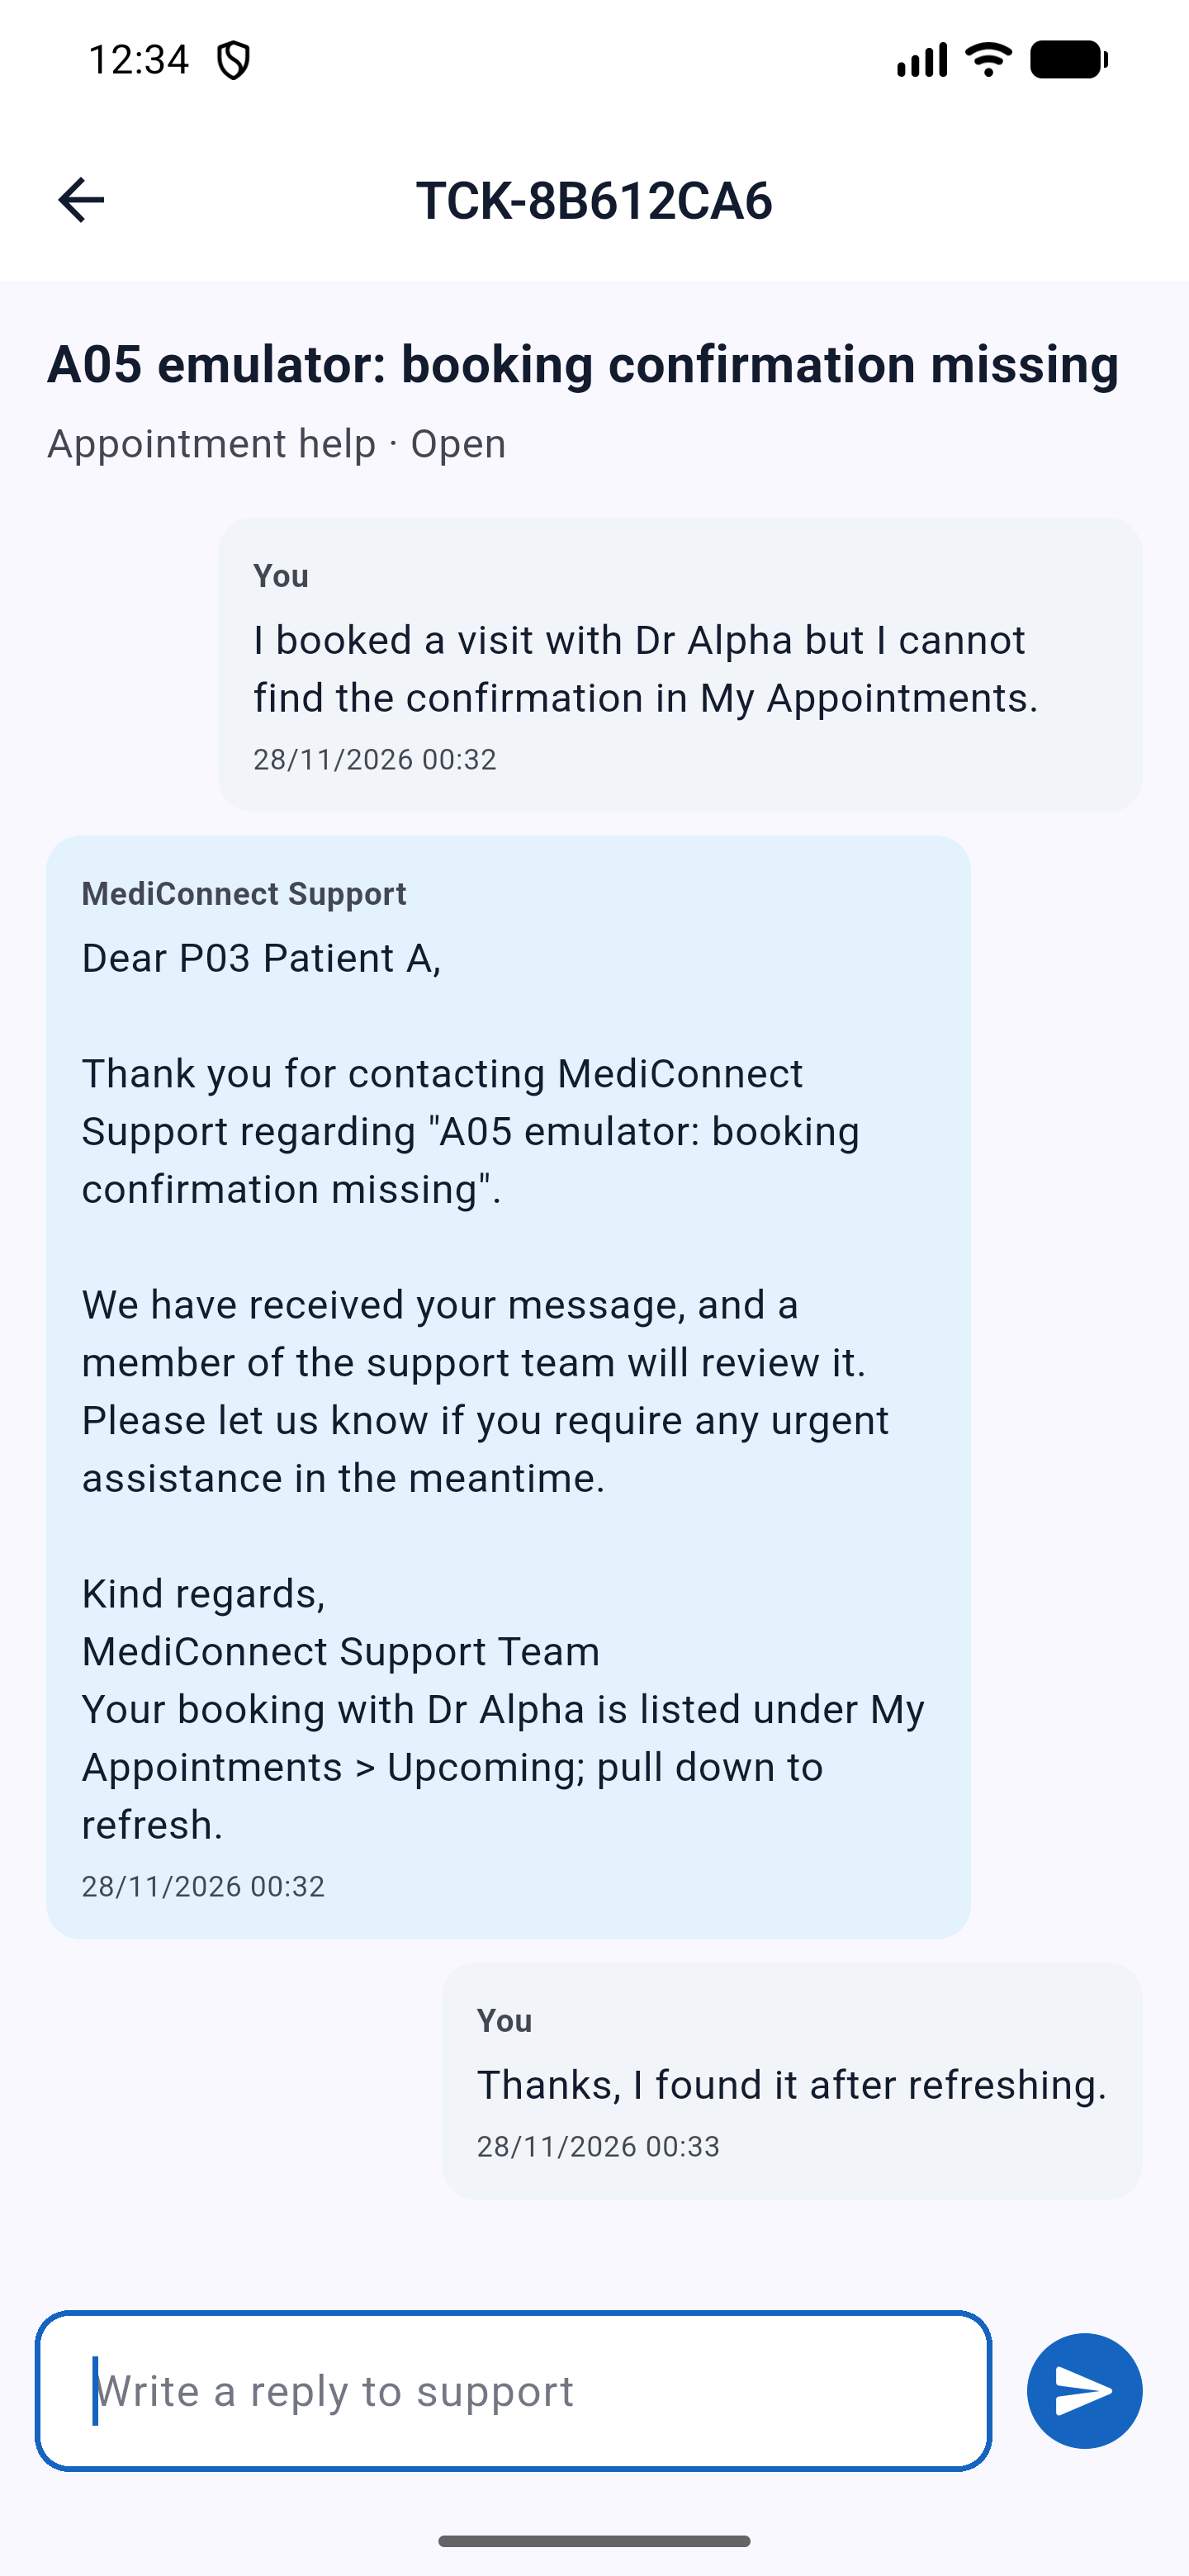 12:34
TCK-8B612CA6
A05 emulator: booking confirmation missing
Appointment help · Open
You
I booked a visit with Dr Alpha but I cannot
find the confirmation in My Appointments.
28/11/2026 00:32
MediConnect Support
Dear P03 Patient A,
Thank you for contacting MediConnect
Support regarding "A05 emulator: booking
confirmation missing".
We have received your message, and a
member of the support team will review it.
Please let us know if you require any urgent
assistance in the meantime.
Kind regards,
MediConnect Support Team
Your booking with Dr Alpha is listed under My
Appointments > Upcoming; pull down to
refresh.
28/11/2026 00:32
You
Thanks, I found it after refreshing.
28/11/2026 00:33
Write a reply to support